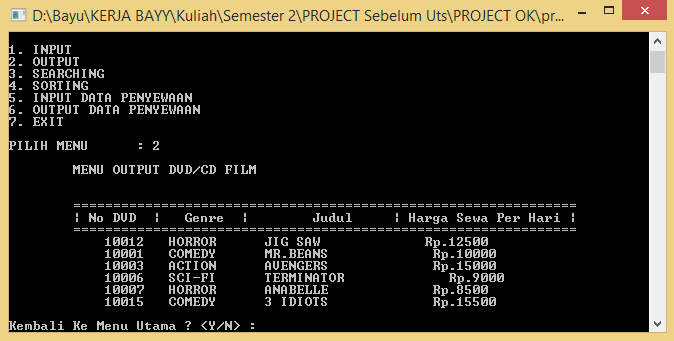 D:\Bayu\KERJA BAYY\Kuliah\Semester 2\PROJECT Sebelum Uts\PROJECT OK\pr...
1. INPUT
2. OUTPUT
3. SEARCHING
4. SORTING
5. INPUT DATA PENYEWAAN
6. OUTPUT DATA PENYEWAAN
7. EXIT
PILIH MENU : 2
MENU OUTPUT DVD/CD FILM
===============================================================
| No DVD | Genre | Judul | Harga Sewa Per Hari |
===============================================================
10012 HORROR JIG SAW Rp.12500
10001 COMEDY MR.BEANS Rp.10000
10003 ACTION AVENGERS Rp.15000
10006 SCI-FI TERMINATOR Rp.9000
10007 HORROR ANABELLE Rp.8500
10015 COMEDY 3 IDIOTS Rp.15500
Kembali Ke Menu Utama ? <Y/N> :